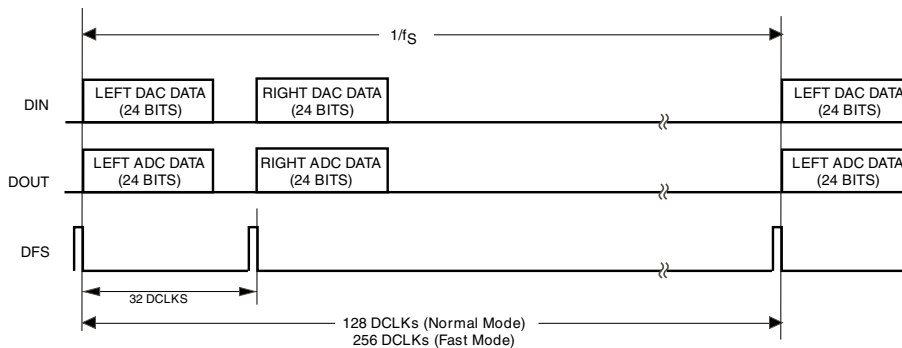 1/fS
DIN
LEFT DAC DATA
(24 BITS)
RIGHT DAC DATA
(24 BITS)
LEFT DAC DATA
(24 BITS)
DOUT
LEFT ADC DATA
(24 BITS)
RIGHT ADC DATA
(24 BITS)
LEFT ADC DATA
(24 BITS)
DFS
32 DCLKS
128 DCLKs (Normal Mode)
256 DCLKs (Fast Mode)